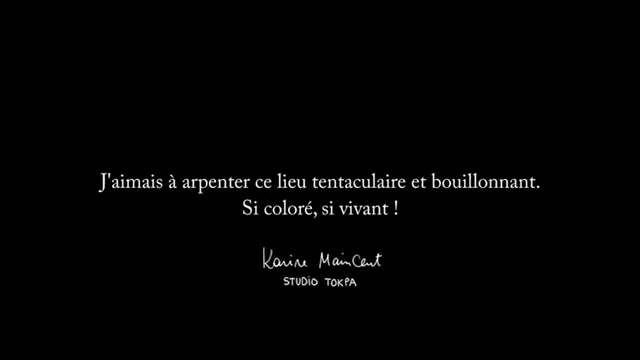 J'aimais à arpenter ce lieu tentaculaire et bouillonnant.
Si coloré, si vivant !
Karine MainCent
STUDIO TOKPA